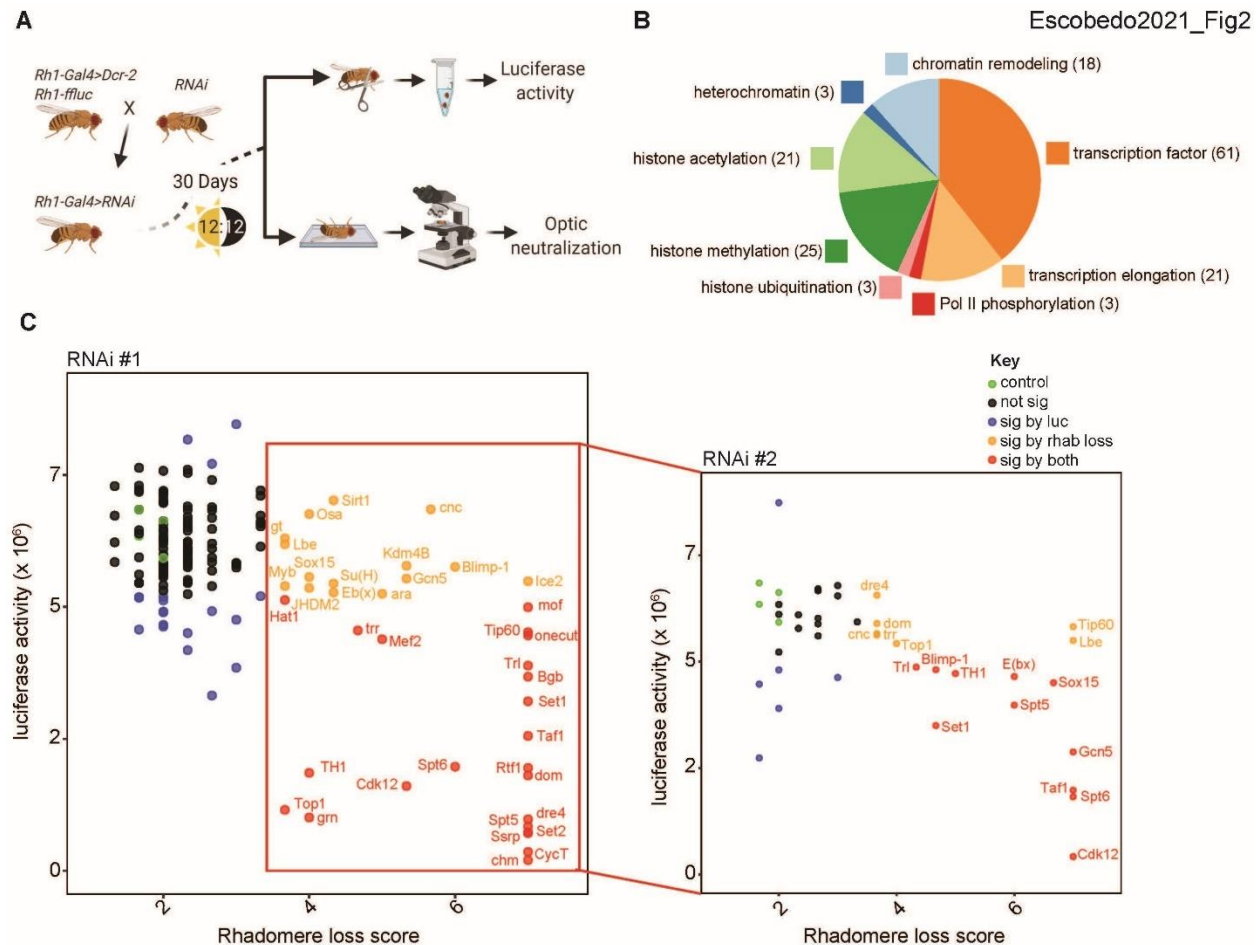 A
B
Escobedo2021_Fig2
Rh1-Gal4>Dcr-2
Rh1-ffluc
X
RNAi
Luciferase
activity
30 Days
Rh1-Gal4>RNAi
12:12
Optic
neutralization
chromatin remodeling (18)
heterochromatin (3)
histone acetylation (21)
transcription factor (61)
histone methylation (25)
transcription elongation (21)
histone ubiquitination (3)
Pol II phosphorylation (3)
C
RNAi #1
Key
control
not sig
sig by luc
sig by rhab loss
sig by both
luciferase activity (x 10⁶)
7
5
2
0
Sirt1
Osa
cnc
gt
Lbe
Sox15
Kdm4B
Blimp-1
Myb
Su(H)
Gcn5
Ice2
JHDM2
Eb(x)
ara
Hat1
mof
trr
Mef2
Tip60
onecut
Trl
Bgb
Set1
Taf1
TH1
Spt6
Rtf1
Cdk12
dom
Top1
grn
Spt5
dre4
Ssrp
Set2
chm
CycT
2
4
6
Rhadomere loss score
RNAi #2
luciferase activity (x 10⁶)
7
5
2
0
dre4
dom
cnc
trr
Top1
Tip60
Lbe
Trl
Blimp-1
TH1
E(bx)
Sox15
Spt5
Set1
Gcn5
Taf1
Spt6
Cdk12
2
4
6
Rhadomere loss score